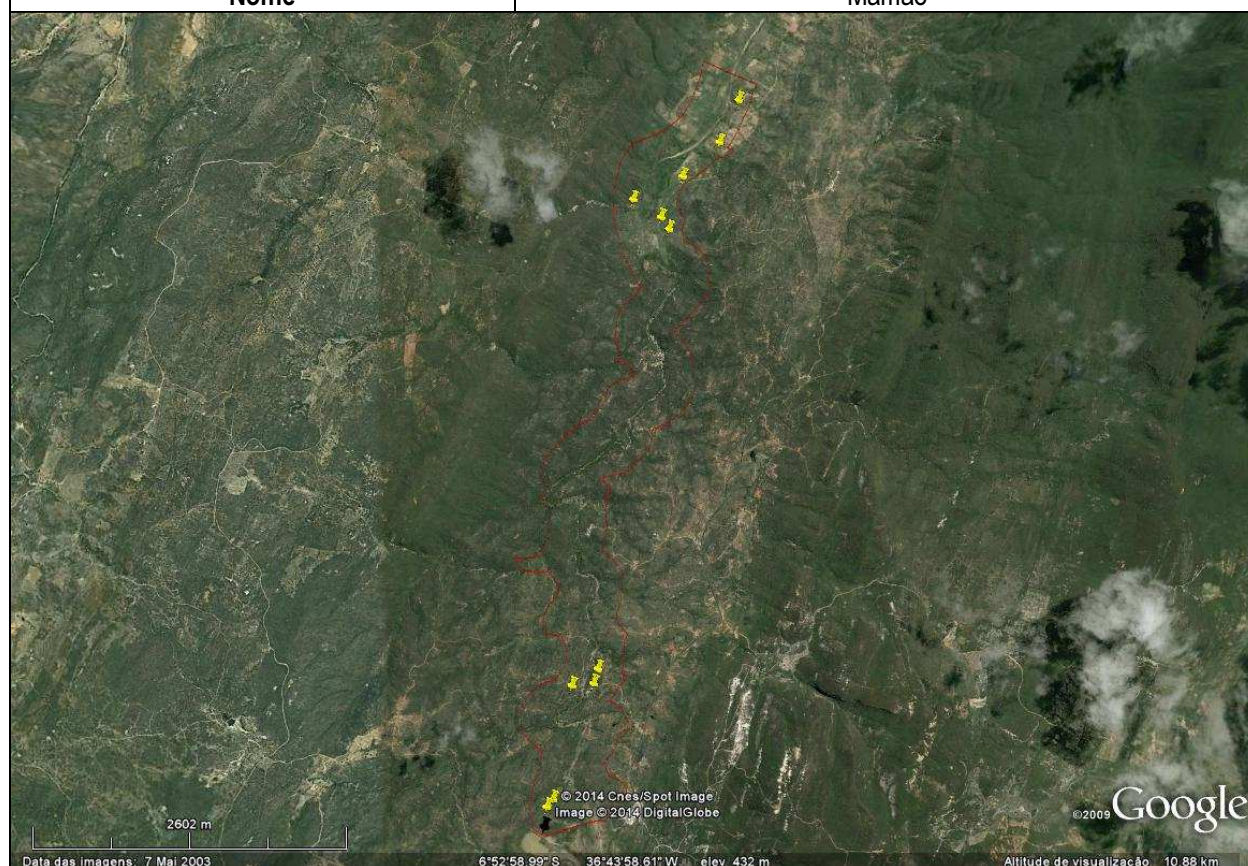 Nome
Mamão
© 2014 Cnes/Spot Image
Image © 2014 DigitalGlobe
©2009 Google
2602 m
Data das imagens: 7 Mai 2003 6°52'58.99" S 36°43'58.61" W elev 432 m Altitude de visualização 10.88 km